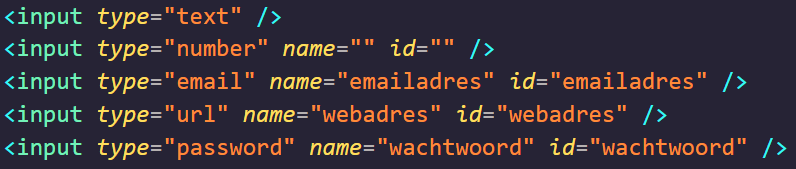 <input type="text" />
<input type="number" name="" id="" />
<input type="email" name="emailadres" id="emailadres" />
<input type="url" name="webadres" id="webadres" />
<input type="password" name="wachtwoord" id="wachtwoord" />